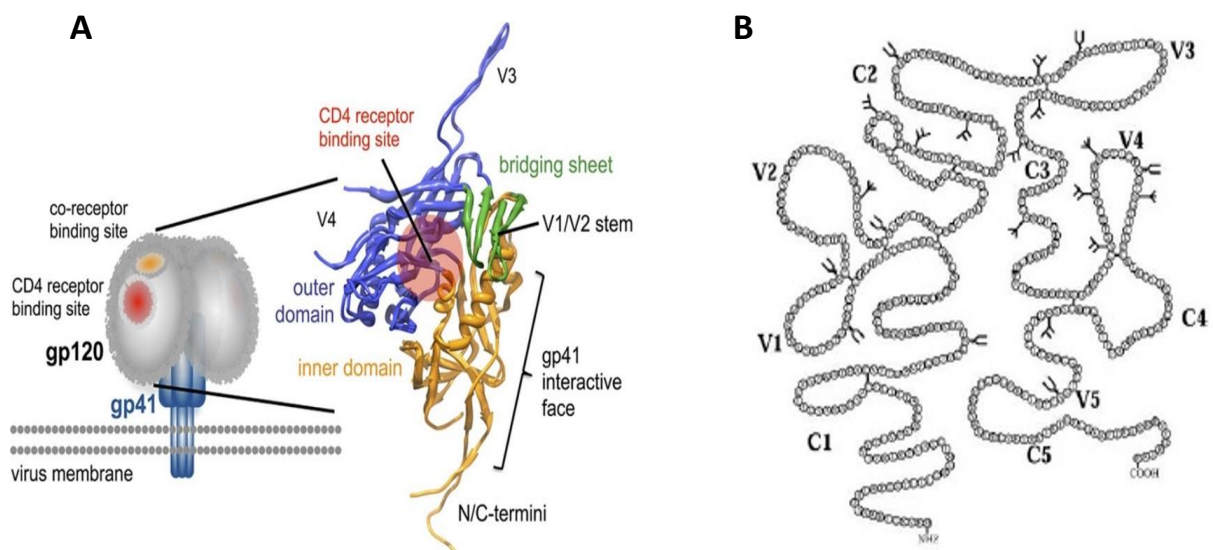 A
V3
CD4 receptor
binding site
bridging sheet
V4
V1/V2 stem
co-receptor
binding site
CD4 receptor
binding site
outer
domain
gp120
inner domain
gp41
interactive
face
gp41
virus membrane
N/C-termini
B
C2
V3
V4
V2
C3
C4
V1
V5
C1
C5
COOH
NH2